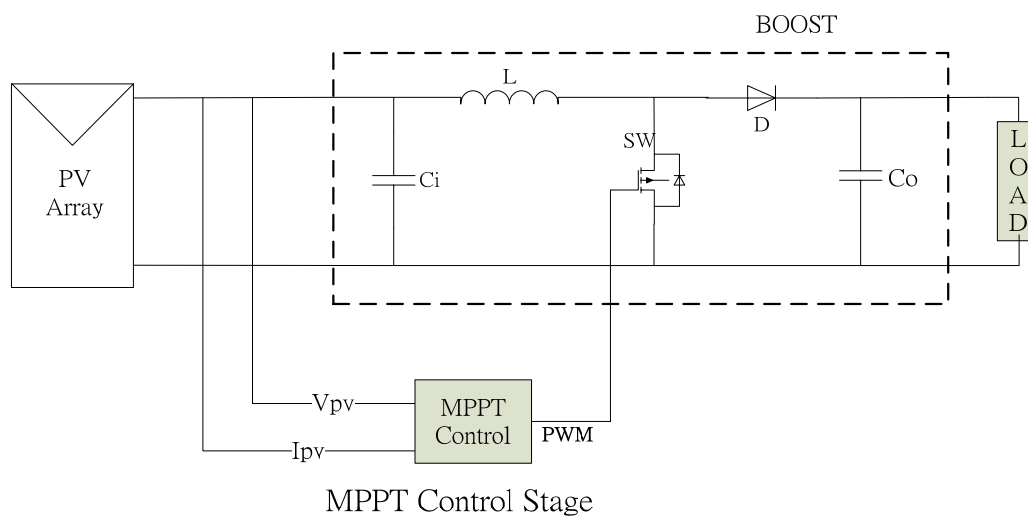 BOOST
L
D
SW
PV
Array
Ci
Co
L
O
A
D
Vpv
Ipv
MPPT
Control
PWM
MPPT Control Stage